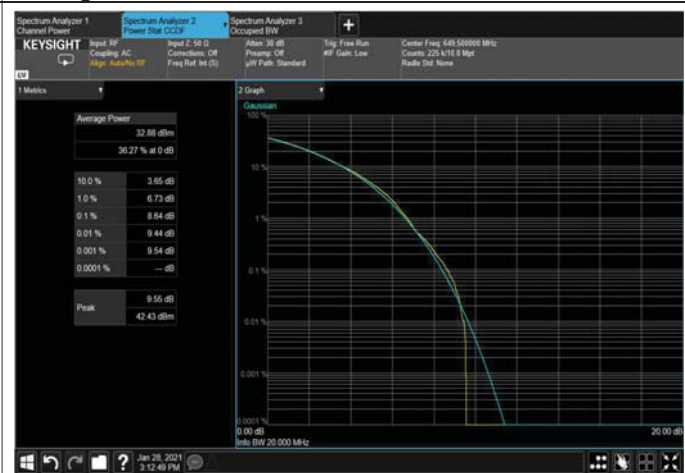 Spectrum Analyzer 1
Channel Power
Spectrum Analyzer 2
Power Stat CCDF
Spectrum Analyzer 3
Occupied BW
KEYSIGHT
Input: RF
Coupling: AC
Align: Auto/No RF
Input Z: 50 Ω
Corrections: Off
Freq Ref: Int (S)
Atten: 30 dB
Preamp: Off
µW Path: Standard
Trig: Free Run
#IF Gain: Low
Center Freq: 649.500000 MHz
Counts: 225 k/10.0 Mpt
Radio Std: None
1 Metrics
2 Graph
Average Power
32.88 dBm
36.27 % at 0 dB
10.0 % 3.65 dB
1.0 % 6.73 dB
0.1 % 8.64 dB
0.01 % 9.44 dB
0.001 % 9.54 dB
0.0001 % --- dB
Peak
9.55 dB
42.43 dBm
Gaussian
100 %
10 %
1 %
0.1 %
0.01 %
0.001 %
0.0001 %
0.00 dB
20.00 dB
Info BW 20.000 MHz
Jan 28, 2021
3:12:49 PM